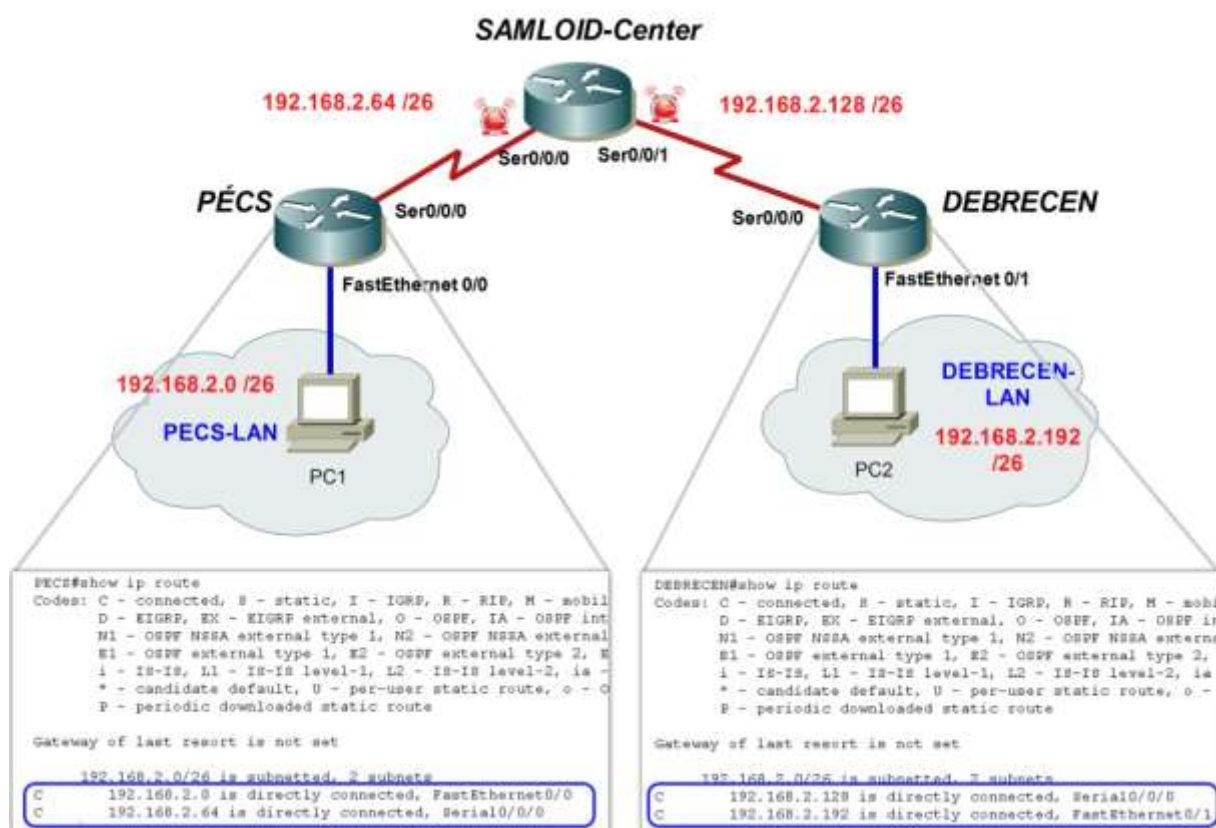 SAMLOID-Center
192.168.2.64 /26
192.168.2.128 /26
Ser0/0/0
Ser0/0/1
PÉCS
Ser0/0/0
Ser0/0/0
DEBRECEN
FastEthernet 0/0
FastEthernet 0/1
192.168.2.0 /26
PECS-LAN
PC1
DEBRECEN-
LAN
192.168.2.192
/26
PC2
PECS#show ip route
Codes: C - connected, S - static, I - IGRP, R - RIP, M - mobil
D - EIGRP, EX - EIGRP external, O - OSPF, IA - OSPF int
N1 - OSPF NSSA external type 1, N2 - OSPF NSSA external
E1 - OSPF external type 1, E2 - OSPF external type 2, E
i - IS-IS, L1 - IS-IS level-1, L2 - IS-IS level-2, ia -
* - candidate default, U - per-user static route, o - O
P - periodic downloaded static route
Gateway of last resort is not set
192.168.2.0/26 is subnetted, 2 subnets
C 192.168.2.0 is directly connected, FastEthernet0/0
C 192.168.2.64 is directly connected, Serial0/0/0
DEBRECEN#show ip route
Codes: C - connected, S - static, I - IGRP, R - RIP, M - mobi
D - EIGRP, EX - EIGRP external, O - OSPF, IA - OSPF in
N1 - OSPF NSSA external type 1, N2 - OSPF NSSA externa
E1 - OSPF external type 1, E2 - OSPF external type 2,
i - IS-IS, L1 - IS-IS level-1, L2 - IS-IS level-2, ia
* - candidate default, U - per-user static route, o -
P - periodic downloaded static route
Gateway of last resort is not set
192.168.2.0/26 is subnetted, 2 subnets
C 192.168.2.128 is directly connected, Serial0/0/0
C 192.168.2.192 is directly connected, FastEthernet0/1